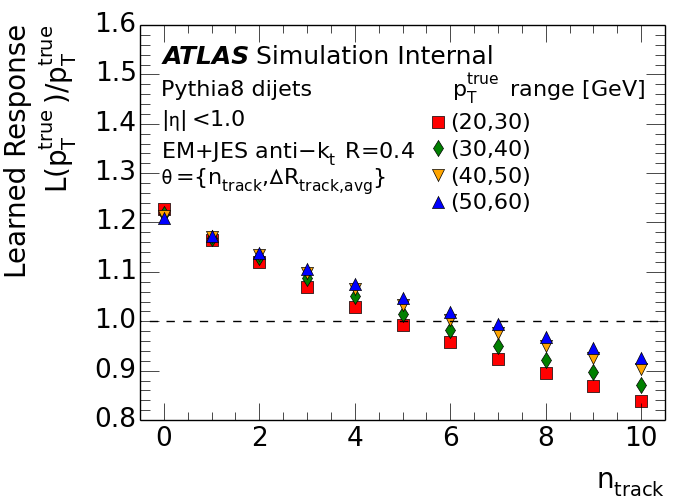 Learned Response
L(p_T^true)/p_T^true
1.6
1.5
1.4
1.3
1.2
1.1
1.0
0.9
0.8
ATLAS Simulation Internal
Pythia8 dijets
|η|<1.0
EM+JES anti−k_t R=0.4
θ={n_track,ΔR_track,avg}
p_T^true range [GeV]
(20,30)
(30,40)
(40,50)
(50,60)
0 2 4 6 8 10
n_track